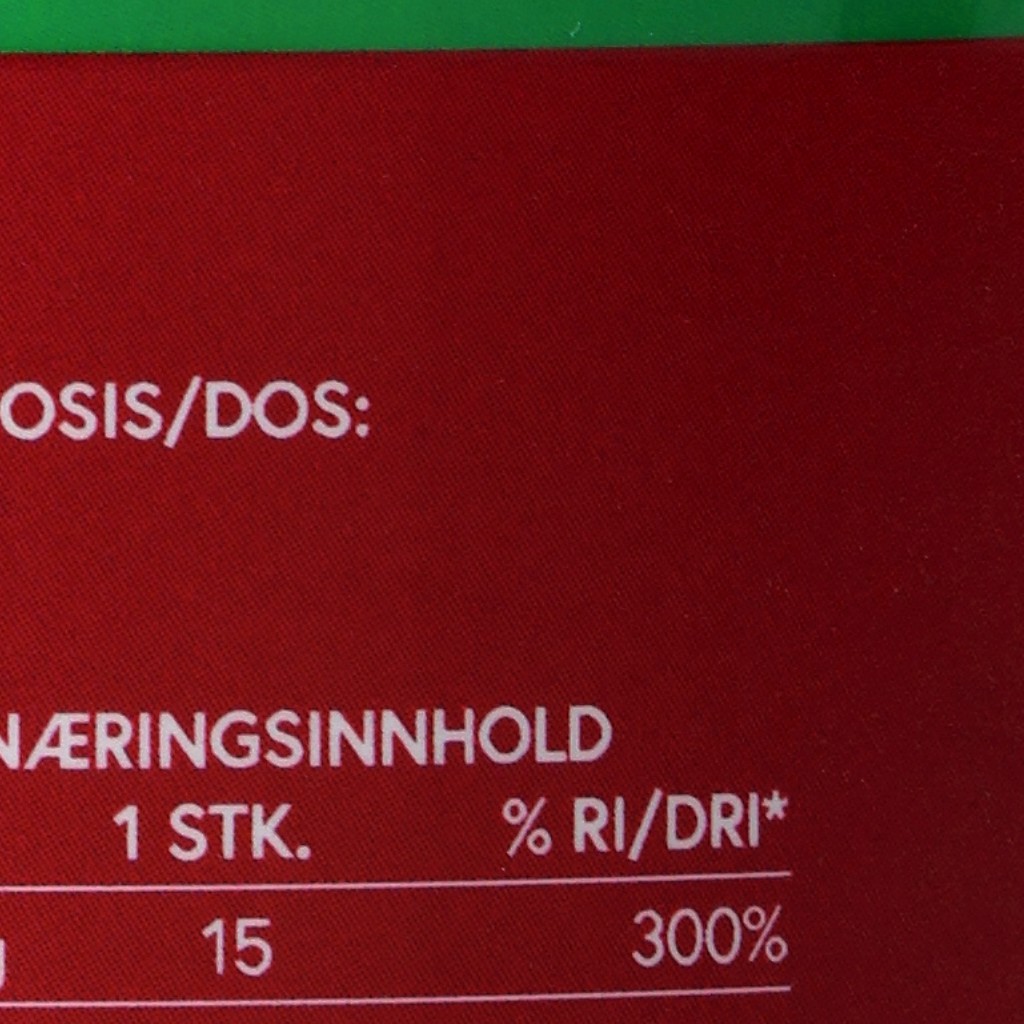 OSIS/DOS:
NÆRINGSINNHOLD
1 STK. % RI/DRI*
15 300%